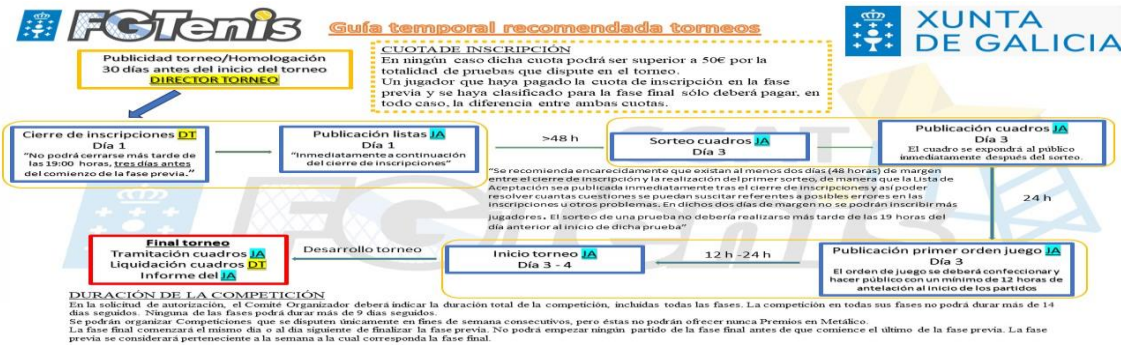 FGTenis
Guía temporal recomendada torneos
XUNTA
DE GALICIA
Publicidad torneo/Homologación
30 días antes del inicio del torneo
DIRECTOR TORNEO
CUOTA DE INSCRIPCIÓN
En ningún caso dicha cuota podrá ser superior a 50€ por la
totalidad de pruebas que dispute en el torneo.
Un jugador que haya pagado la cuota de inscripción en la fase
previa y se haya clasificado para la fase final sólo deberá pagar, en
todo caso, la diferencia entre ambas cuotas.
Cierre de inscripciones DT
Día 1
"No podrá cerrarse más tarde de
las 19:00 horas, tres días antes
del comienzo de la fase previa."
Publicación listas JA
Día 1
"Inmediatamente a continuación
del cierre de inscripciones"
>48 h
Sorteo cuadros JA
Día 3
Publicación cuadros JA
Día 3
El cuadro se expondrá al público
inmediatamente después del sorteo.
"Se recomienda encarecidamente que existan al menos dos días (48 horas) de margen
entre el cierre de inscripción y la realización del primer sorteo, de manera que la Lista de
Aceptación sea publicada inmediatamente tras el cierre de inscripciones y así poder
resolver cuantas cuestiones se puedan suscitar referentes a posibles errores en las
inscripciones u otros problemas. En dichos dos días de margen no se podrán inscribir más
jugadores. El sorteo de una prueba no debería realizarse más tarde de las 19 horas del
día anterior al inicio de dicha prueba"
24 h
Publicación primer orden juego JA
Día 3
El orden de juego se deberá confeccionar y
hacer público con un mínimo de 12 horas de
antelación al inicio de los partidos
12 h -24 h
Inicio torneo JA
Día 3 - 4
Desarrollo torneo
Final torneo
Tramitación cuadros JA
Liquidación cuadros DT
Informe del JA
DURACIÓN DE LA COMPETICIÓN
En la solicitud de autorización, el Comité Organizador deberá indicar la duración total de la competición, incluidas todas las fases. La competición en todas sus fases no podrá durar más de 14
días seguidos. Ninguna de las fases podrá durar más de 9 días seguidos.
Se podrán organizar Competiciones que se disputen únicamente en fines de semana consecutivos, pero éstas no podrán ofrecer nunca Premios en Metálico.
La fase final comenzará el mismo día o al día siguiente de finalizar la fase previa. No podrá empezar ningún partido de la fase final antes de que comience el último de la fase previa. La fase
previa se considerará perteneciente a la semana a la cual corresponda la fase final.